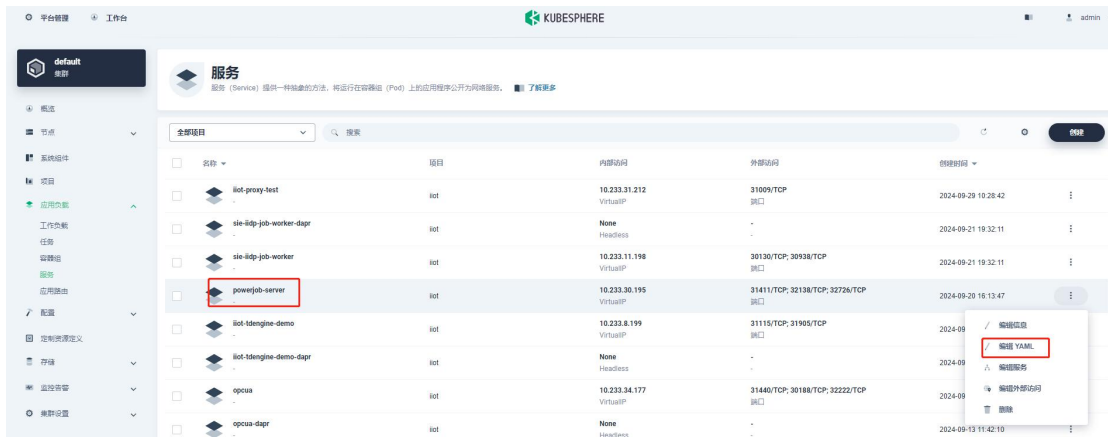 平台管理 工作台 KUBESPHERE admin
default
集群
服务
服务 (Service) 提供一种抽象的方法，将运行在容器组 (Pod) 上的应用程序公开为网络服务。 了解更多
概览
节点
系统组件
项目
应用负载
工作负载
任务
容器组
服务
应用路由
配置
定制资源定义
存储
监控告警
集群设置
全部项目 搜索 创建
名称 项目 内部访问 外部访问 创建时间
iiot-proxy-test iiot 10.233.31.212 31009/TCP 2024-09-29 10:28:42
- VirtualIP 端口
sie-iidp-job-worker-dapr iiot None - 2024-09-21 19:32:11
- Headless -
sie-iidp-job-worker iiot 10.233.11.198 30130/TCP; 30938/TCP 2024-09-21 19:32:11
- VirtualIP 端口
powerjob-server iiot 10.233.30.195 31411/TCP; 32138/TCP; 32726/TCP 2024-09-20 16:13:47
- VirtualIP 端口
iiot-tdengine-demo iiot 10.233.8.199 31115/TCP; 31905/TCP 2024-09
- VirtualIP 端口
iiot-tdengine-demo-dapr iiot None - 2024-09
- Headless -
opcua iiot 10.233.34.177 31440/TCP; 30188/TCP; 32222/TCP 2024-09
- VirtualIP 端口
opcua-dapr iiot None - 2024-09-13 11:42:10
Headless
编辑信息
编辑 YAML
编辑服务
编辑外部访问
删除